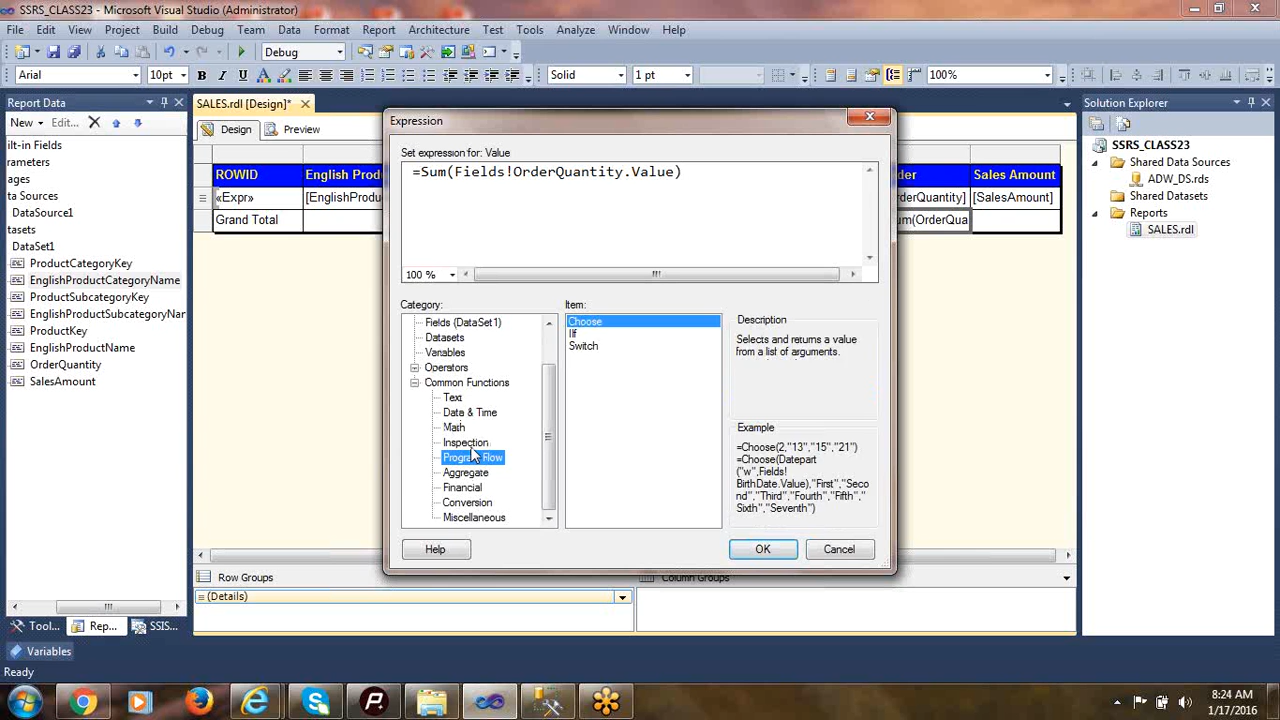 SSRS_CLASS23 - Microsoft Visual Studio (Administrator)
File Edit View Project Build Debug Team Data Format Report Architecture Test Tools Analyze Window Help
Debug
Arial 10pt B I U A Solid 1 pt 100%
Report Data
New Edit...
ilt-in Fields
rameters
ages
ta Sources
DataSource1
tasets
DataSet1
ProductCategoryKey
EnglishProductCategoryName
ProductSubcategoryKey
EnglishProductSubcategoryNar
ProductKey
EnglishProductName
OrderQuantity
SalesAmount
Tool... Rep... SSIS...
Variables
Ready
SALES.rdl [Design]*
Design Preview
ROWID English Prod der Sales Amount
«Expr» [EnglishProdu rderQuantity] [SalesAmount]
Grand Total um(OrderQua
Expression
Set expression for: Value
=Sum(Fields!OrderQuantity.Value)
100 %
Category:
Fields (DataSet1)
Datasets
Variables
Operators
Common Functions
Text
Data & Time
Math
Inspection
Program Flow
Aggregate
Financial
Conversion
Miscellaneous
Item:
Choose
IIf
Switch
Description
Selects and returns a value
from a list of arguments.
Example
=Choose(2,"13","15","21")
=Choose(Datepart
("w",Fields!
BirthDate.Value),"First","Seco
nd","Third","Fourth","Fifth","
Sixth","Seventh")
Help OK Cancel
Row Groups Column Groups
(Details)
Solution Explorer
SSRS_CLASS23
Shared Data Sources
ADW_DS.rds
Shared Datasets
Reports
SALES.rdl
8:24 AM
1/17/2016